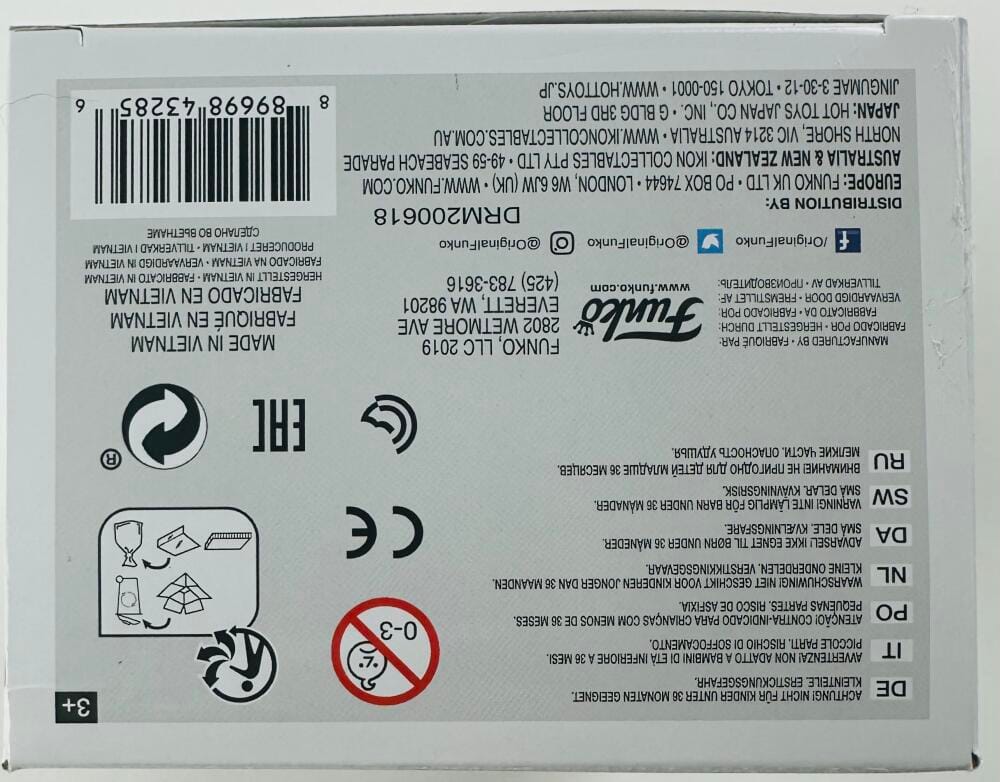 3+
DE
ACHTUNG! NICHT FÜR KINDER UNTER 36 MONATEN GEEIGNET.
KLEINTEILE. ERSTICKUNGSGEFAHR.
IT
AVVERTENZA! NON ADATTO A BAMBINI DI ETÀ INFERIORE A 36 MESI.
PICCOLE PARTI. RISCHIO DI SOFFOCAMENTO.
PO
ATENÇÃO! CONTRA-INDICADO PARA CRIANÇAS COM MENOS DE 36 MESES.
PEQUENAS PARTES. RISCO DE ASFIXIA.
NL
WAARSCHUWING! NIET GESCHIKT VOOR KINDEREN JONGER DAN 36 MAANDEN.
KLEINE ONDERDELEN. VERSTIKKINGSGEVAAR.
DA
ADVARSEL! IKKE EGNET TIL BØRN UNDER 36 MÅNEDER.
SMÅ DELE. KVÆLNINGSFARE.
SW
VARNING! INTE LÄMPLIG FÖR BARN UNDER 36 MÅNADER.
SMÅ DELAR. KVÄVNINGSRISK.
RU
ВНИМАНИЕ! НЕ ПРИГОДНО ДЛЯ ДЕТЕЙ МЛАДШЕ 36 МЕСЯЦЕВ.
МЕЛКИЕ ЧАСТИ. ОПАСНОСТЬ УДУШЬЯ.
0-3
CE
EAC
®
MANUFACTURED BY • FABRIQUÉ PAR:
FABRICADO POR • HERGESTELLT DURCH:
FABBRICATO DA • FABRICADO POR:
VERVAARDIGD DOOR • FREMSTILLET AF:
TILLVERKAD AV • ПРОИЗВОДИТЕЛЬ:
Funko
www.funko.com
FUNKO, LLC 2019
2802 WETMORE AVE
EVERETT, WA 98201
(425) 783-3616
MADE IN VIETNAM
FABRIQUÉ EN VIETNAM
FABRICADO EN VIETNAM
HERGESTELLT IN VIETNAM • FABBRICATO IN VIETNAM
FABRICADO NA VIETNAM • VERVAARDIGD IN VIETNAM
PRODUCERET I VIETNAM • TILLVERKAD I VIETNAM
СДЕЛАНО ВО ВЬЕТНАМЕ
f /OriginalFunko
@OriginalFunko
@OriginalFunko
DRM200618
DISTRIBUTION BY:
EUROPE: FUNKO UK LTD • PO BOX 74644 • LONDON, W6 6JW (UK) • WWW.FUNKO.COM
AUSTRALIA & NEW ZEALAND: IKON COLLECTABLES PTY LTD • 49-59 SEABEACH PARADE
NORTH SHORE, VIC 3214 AUSTRALIA • WWW.IKONCOLLECTABLES.COM.AU
JAPAN: HOT TOYS JAPAN CO., INC. • G BLDG 3RD FLOOR
JINGUMAE 3-30-12 • TOKYO 150-0001 • WWW.HOTTOYS.JP
8 89698 43285 6